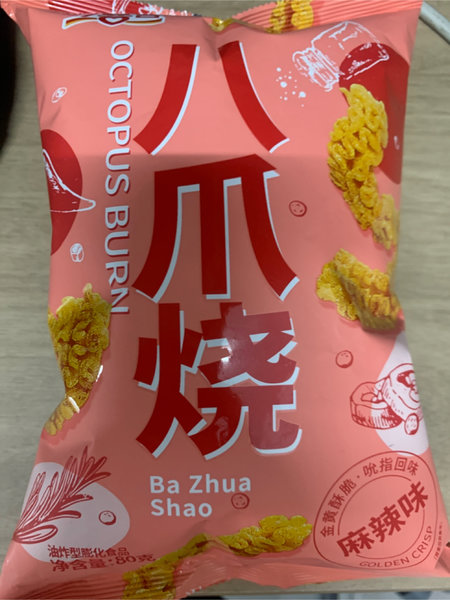 OCTOPUS BURN
八爪烧
Ba Zhua
Shao
金黄酥脆·吮指回味
麻辣味
GOLDEN CRISP
油炸型膨化食品
净含量:80克